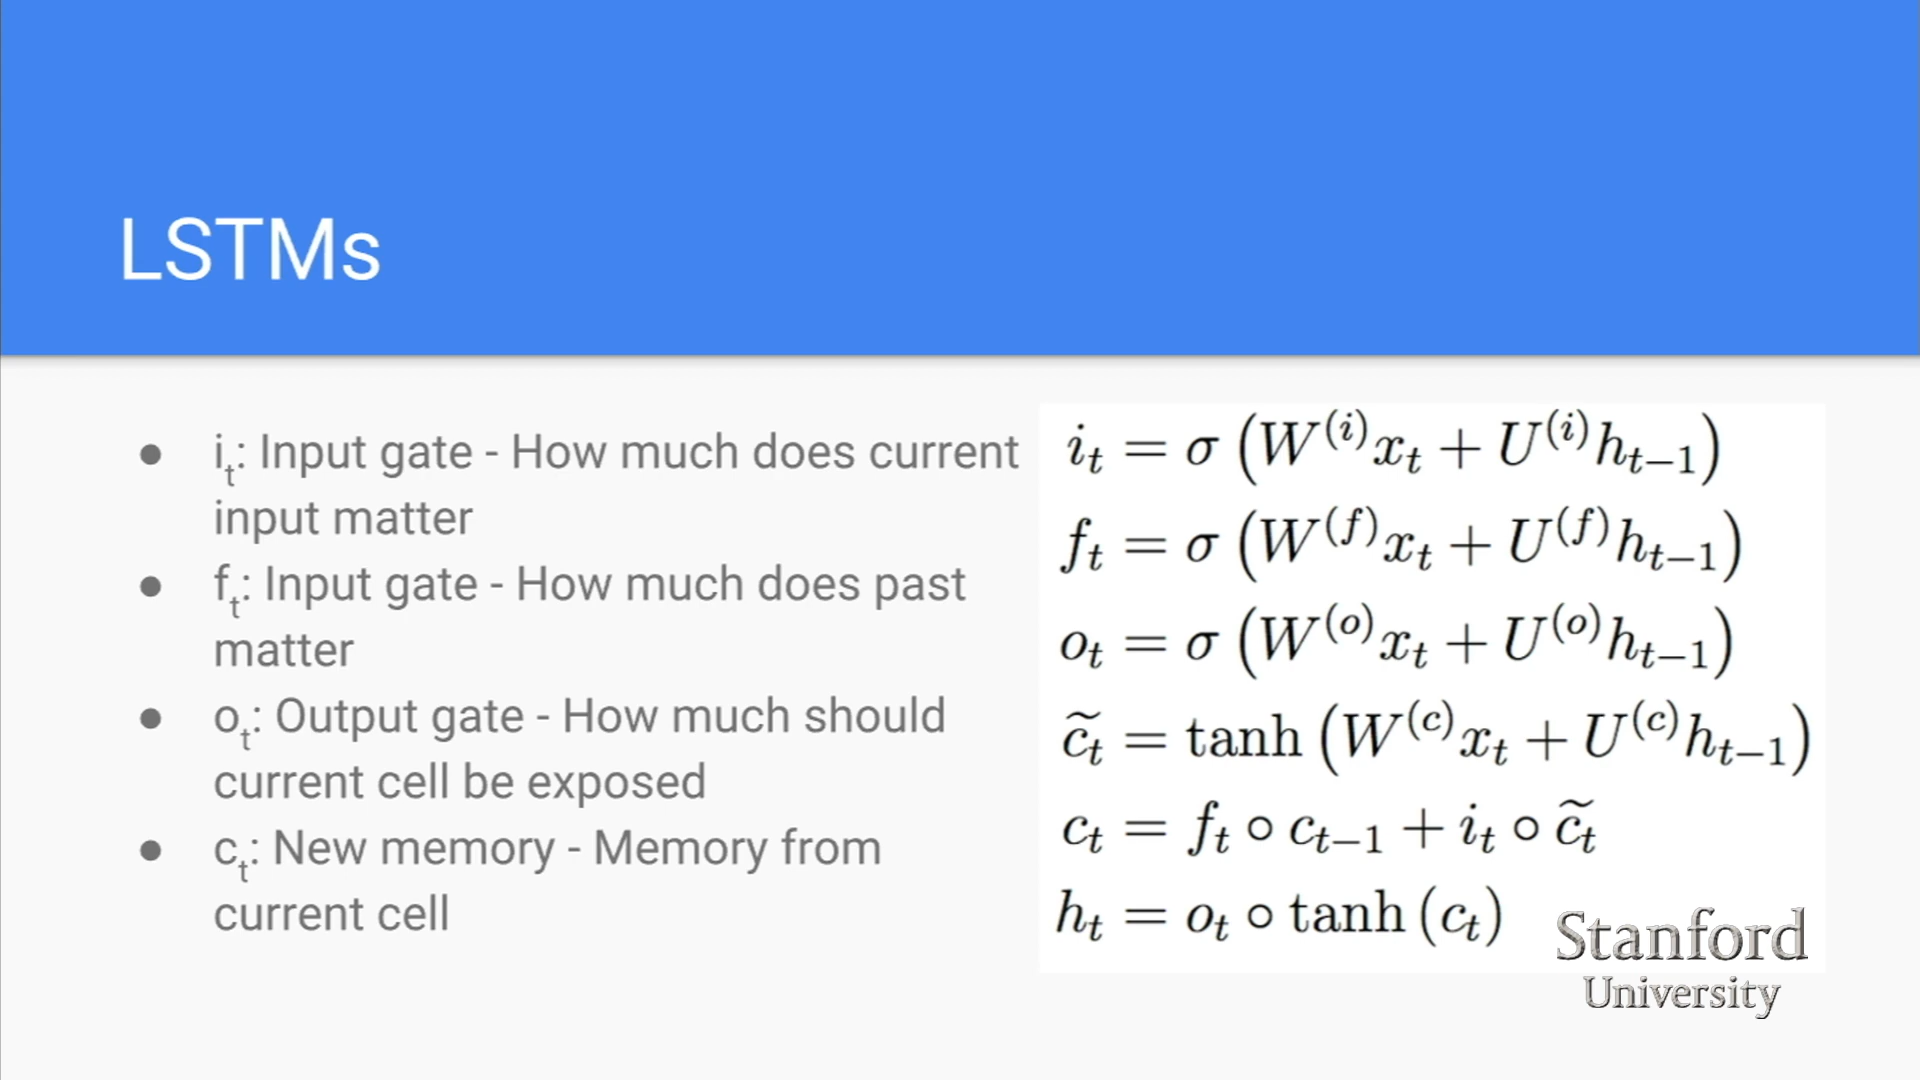 LSTMs
● i_t: Input gate - How much does current
input matter
● f_t: Input gate - How much does past
matter
● o_t: Output gate - How much should
current cell be exposed
● c_t: New memory - Memory from
current cell
i_t = σ (W^(i) x_t + U^(i) h_{t−1})
f_t = σ (W^(f) x_t + U^(f) h_{t−1})
o_t = σ (W^(o) x_t + U^(o) h_{t−1})
c̃_t = tanh (W^(c) x_t + U^(c) h_{t−1})
c_t = f_t ∘ c_{t−1} + i_t ∘ c̃_t
h_t = o_t ∘ tanh (c_t)
Stanford
University